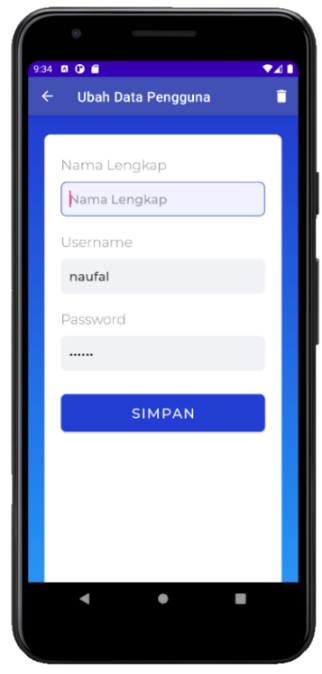 9:34
Ubah Data Pengguna
Nama Lengkap
Nama Lengkap
Username
naufal
Password
••••••
SIMPAN